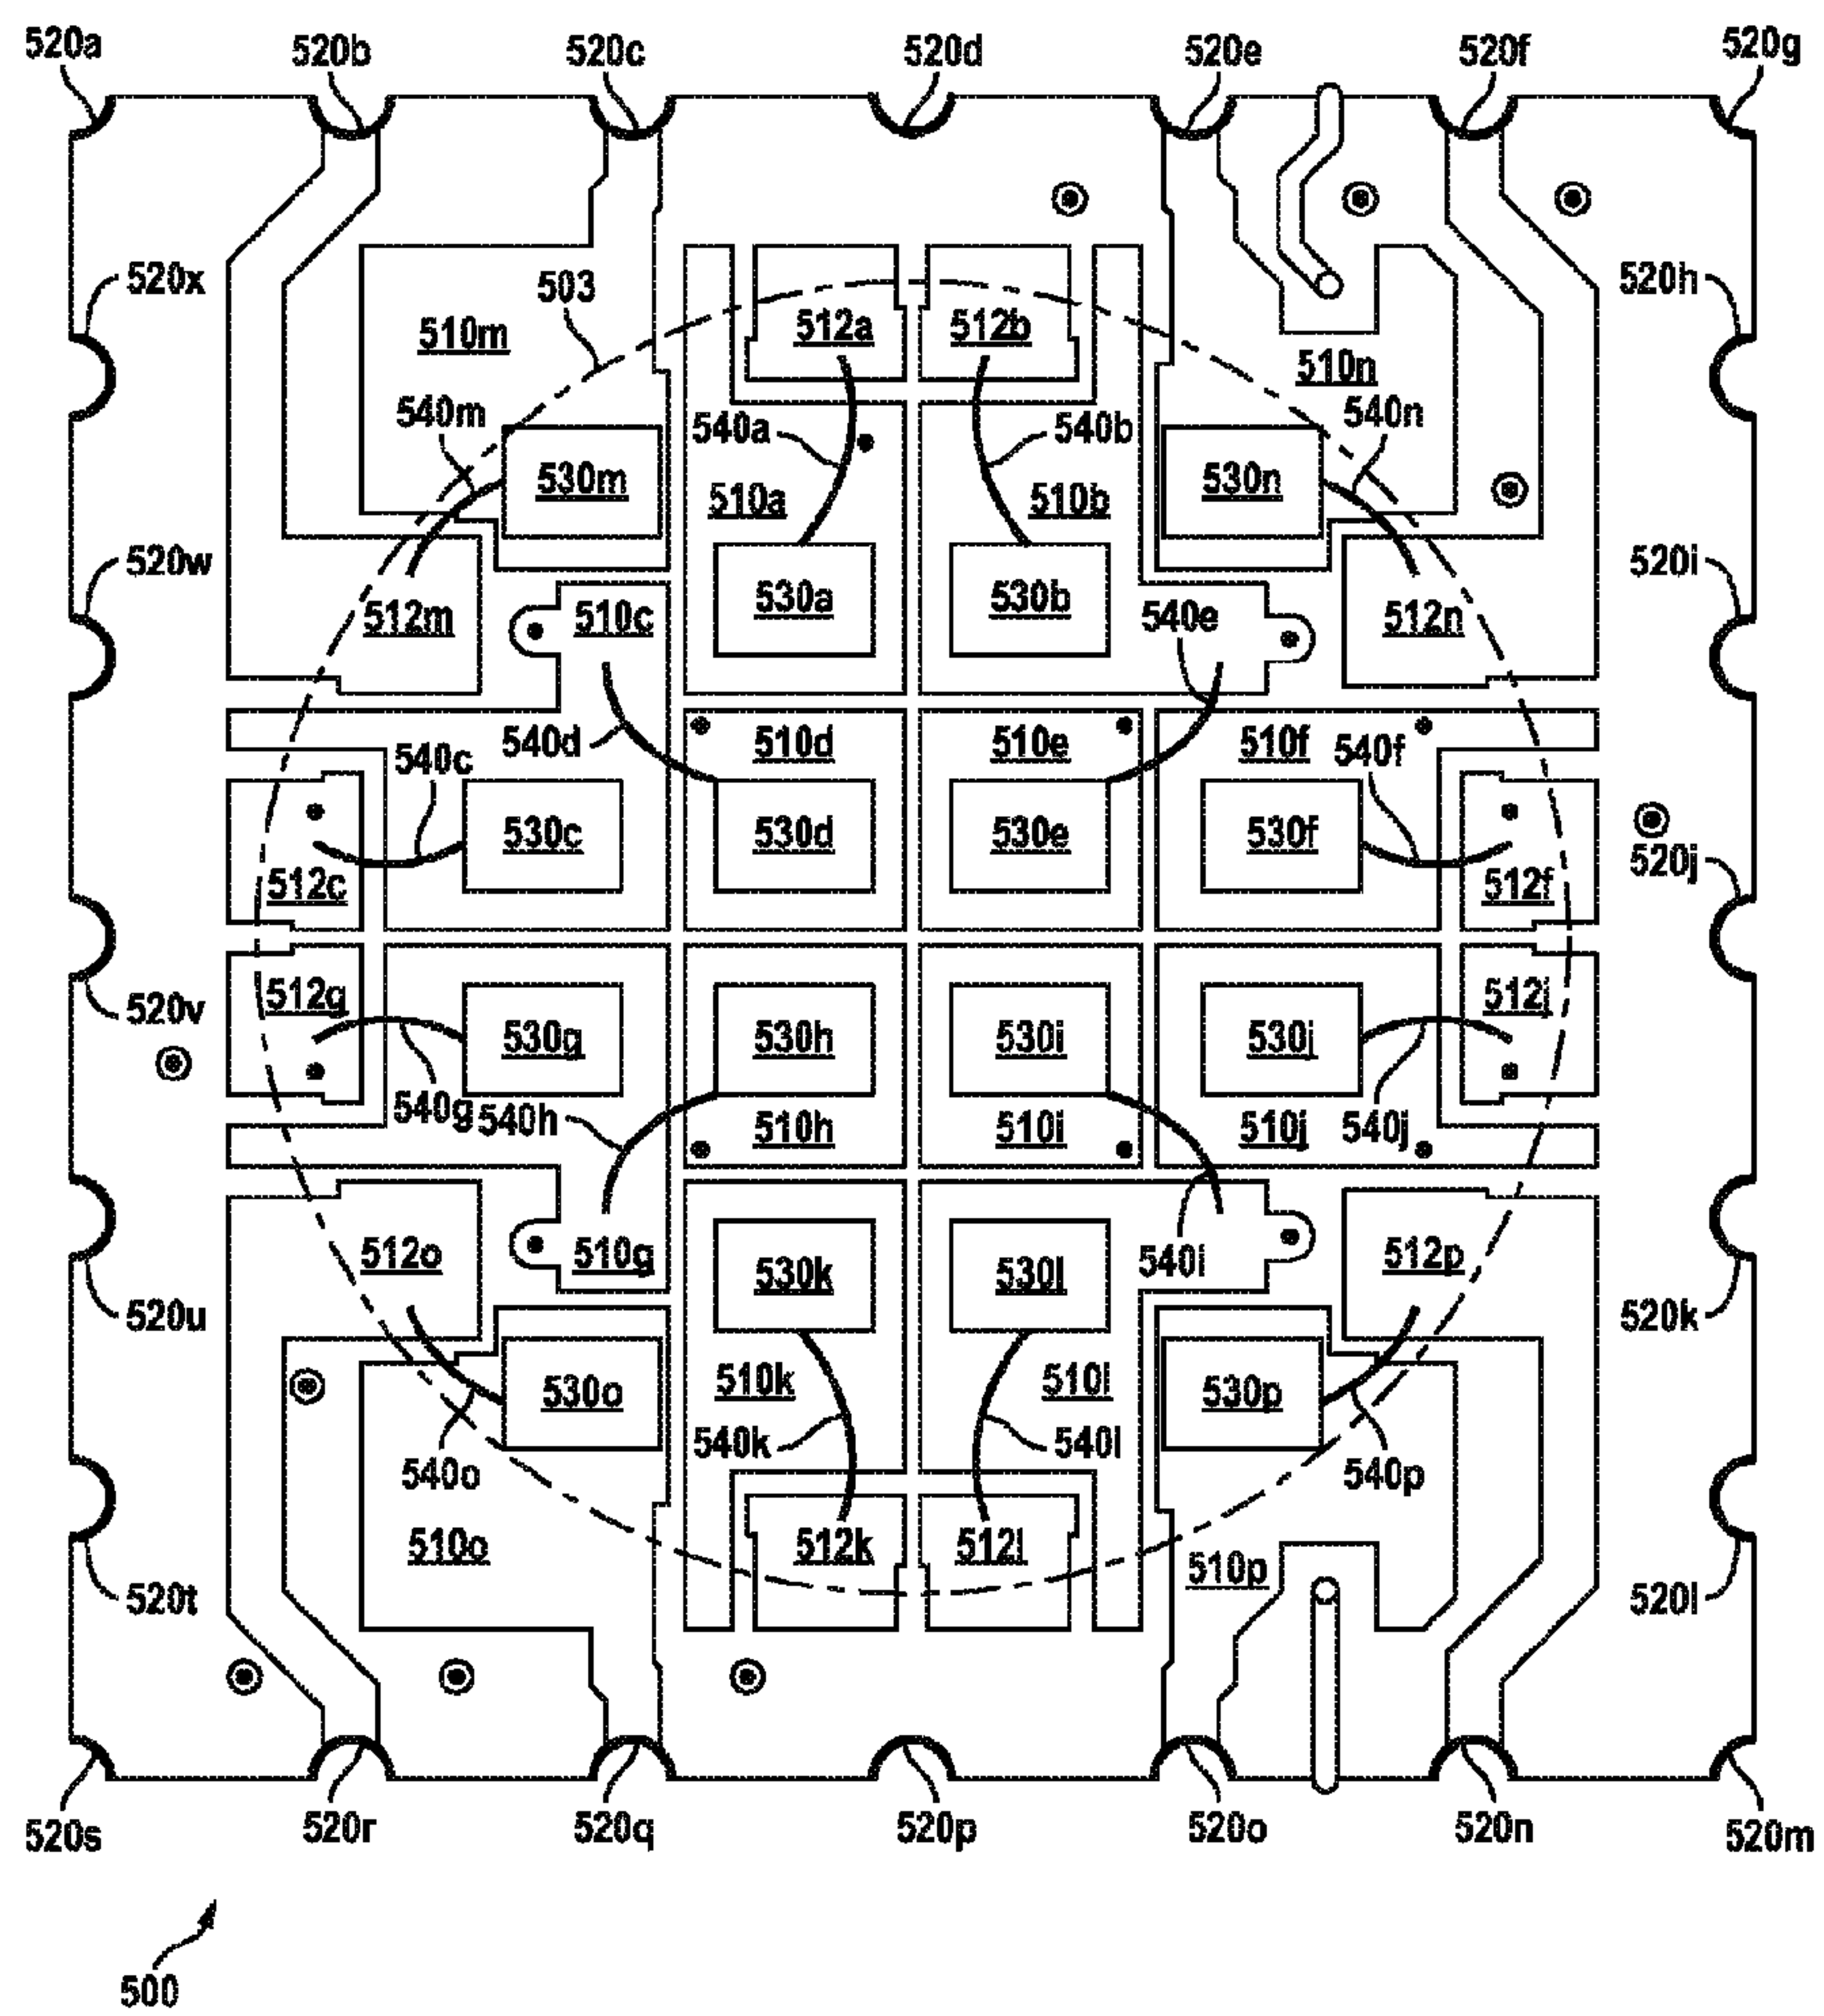 520a 520b 520c 520d 520e 520f 520g
520x 503 512a 512b 520h
510m 510n
540m 540a 540b 540n
530m 510a 510b 530n
520w 520i
512m 510c 530a 530b 540e 512n
540d 510d 510e 510f 540f
540c
530c 530d 530e 530f
512c 512f 520j
520v 512g 512j
530g 530h 530i 530j
540g 540h 510h 510i 510j 540j
512o 510g 530k 530l 540i 512p
520u 520k
530o 510k 510l 530p
540o 540k 540l 540p
510o 512k 512l 510p
520t 520l
520s 520r 520q 520p 520o 520n 520m
500